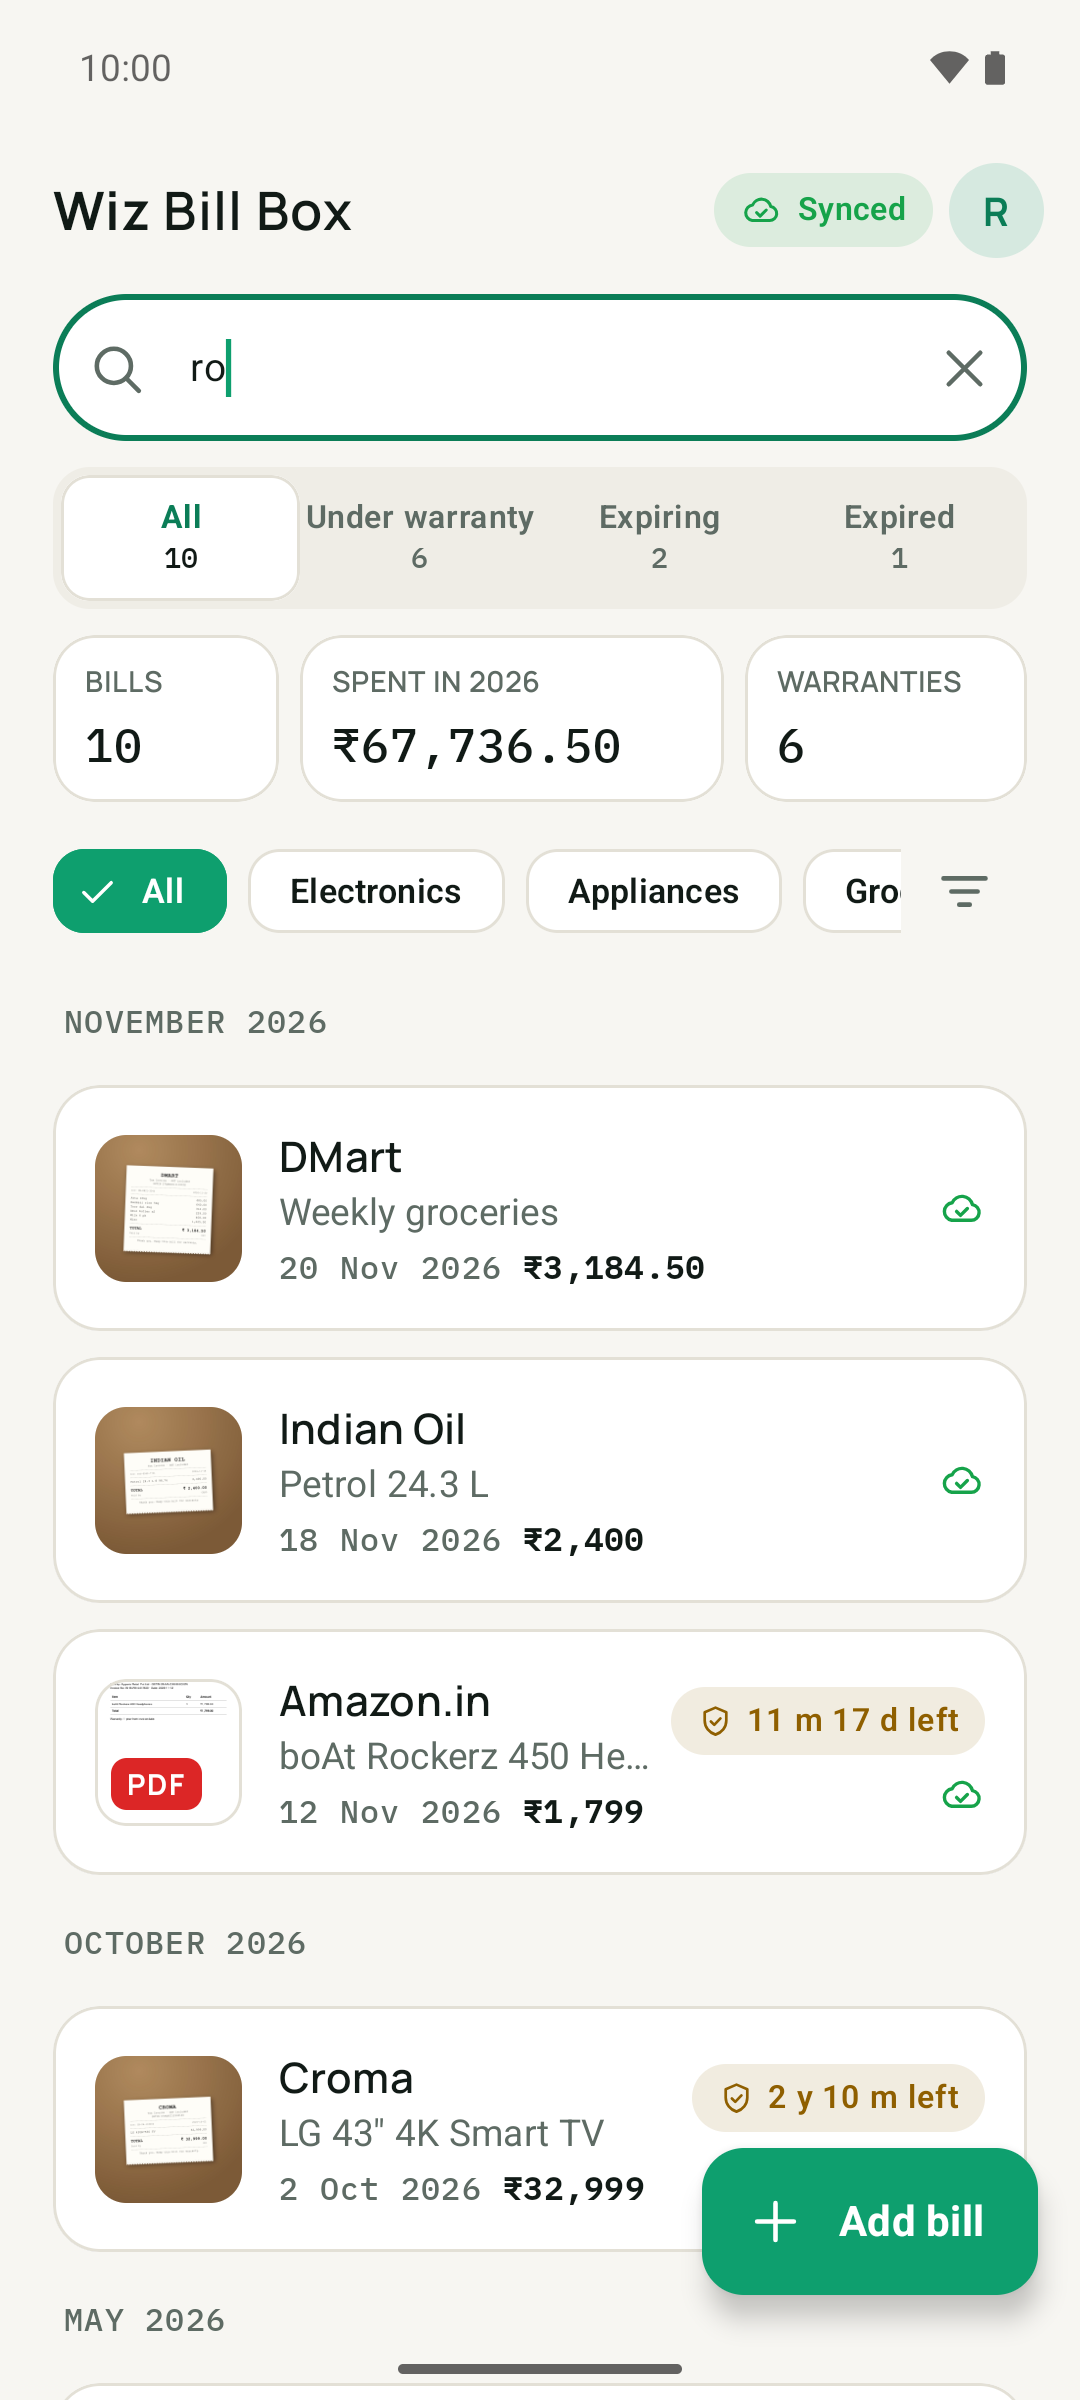 10:00
Wiz Bill Box
Synced
R
ro
All
10
Under warranty
6
Expiring
2
Expired
1
BILLS
10
SPENT IN 2026
₹67,736.50
WARRANTIES
6
All
Electronics
Appliances
NOVEMBER 2026
DMart
Weekly groceries
20 Nov 2026 ₹3,184.50
Indian Oil
Petrol 24.3 L
18 Nov 2026 ₹2,400
Amazon.in
boAt Rockerz 450 He…
12 Nov 2026 ₹1,799
11 m 17 d left
PDF
OCTOBER 2026
Croma
LG 43" 4K Smart TV
2 Oct 2026 ₹32,999
2 y 10 m left
Add bill
MAY 2026